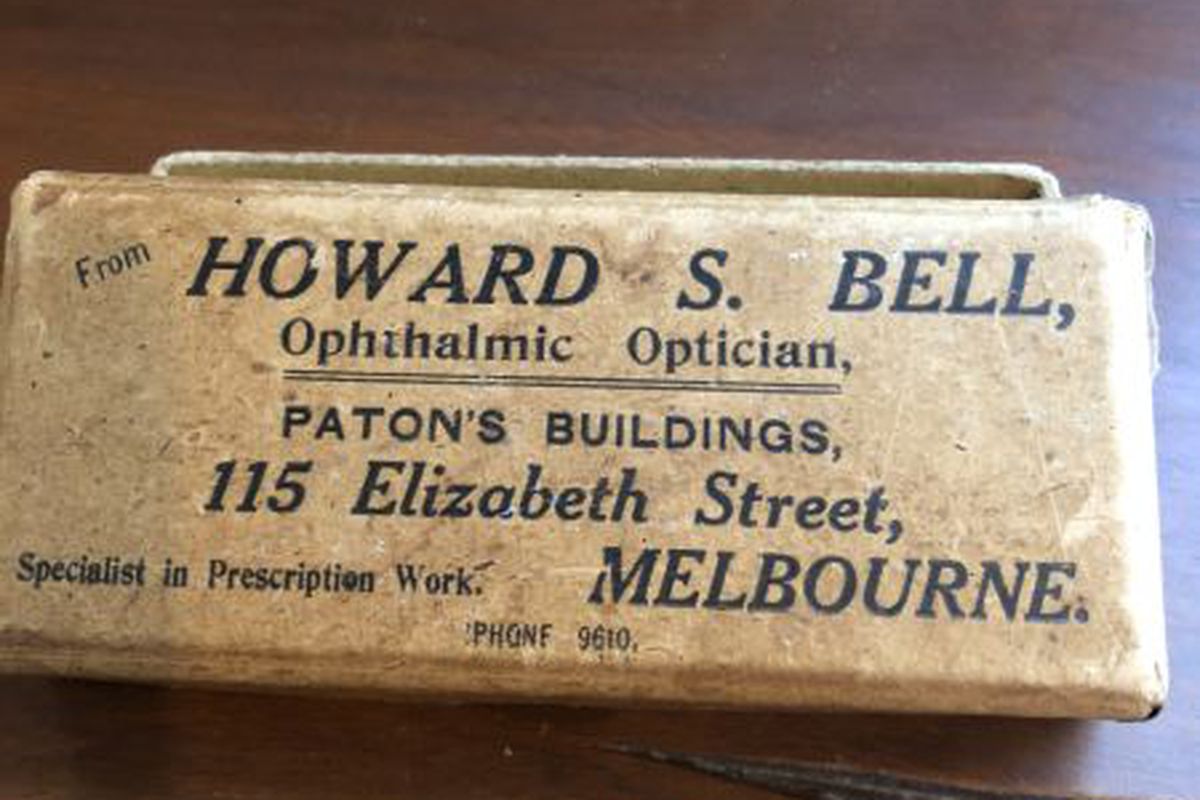 From HOWARD S. BELL,
Ophthalmic Optician,
PATON'S BUILDINGS,
115 Elizabeth Street,
Specialist in Prescription Work. MELBOURNE.
'PHONE 9610.